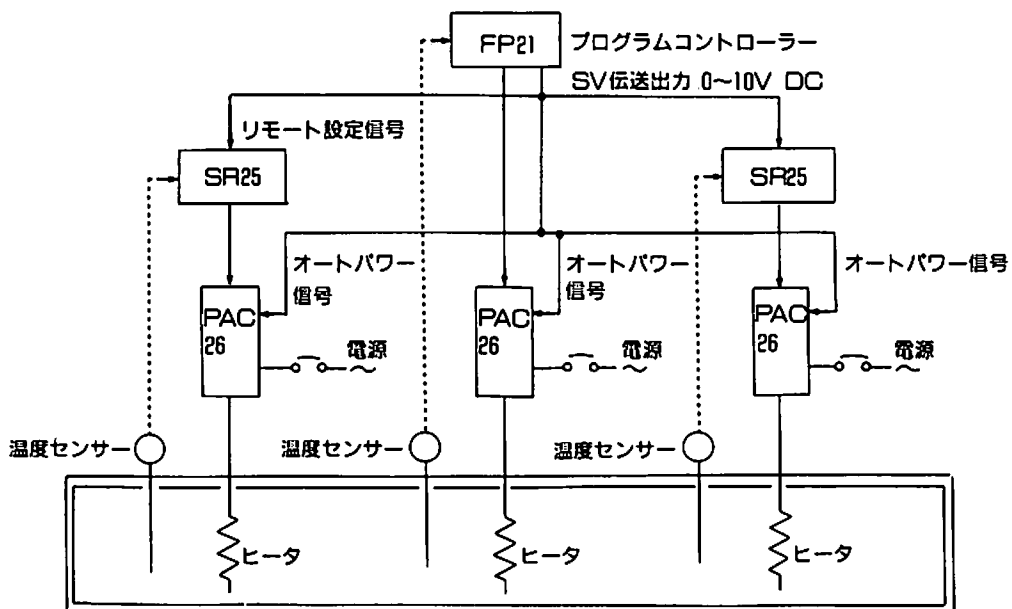 FP21
プログラムコントローラー
SV伝送出力 0～10V DC
リモート設定信号
SR25
SR25
オートパワー
信号
オートパワー
信号
オートパワー信号
PAC
26
電源
PAC
26
電源
PAC
26
電源
温度センサー
温度センサー
温度センサー
ヒータ
ヒータ
ヒータ